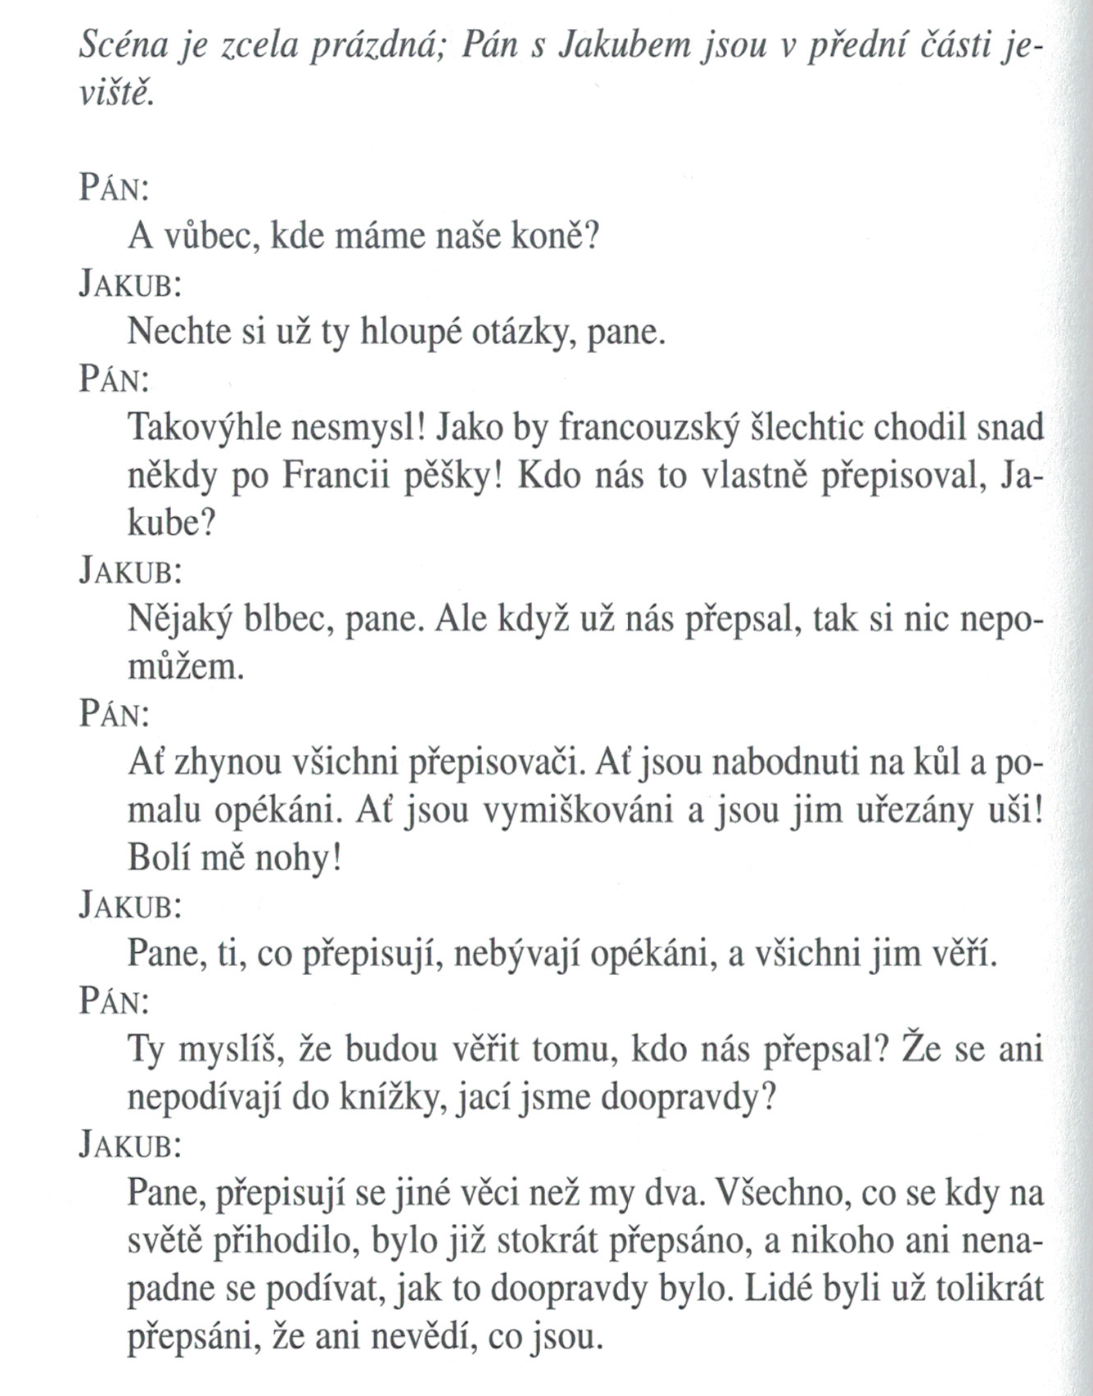 Scéna je zcela prázdná; Pán s Jakubem jsou v přední části je-
viště.
PÁN:
A vůbec, kde máme naše koně?
JAKUB:
Nechte si už ty hloupé otázky, pane.
PÁN:
Takovýhle nesmysl! Jako by francouzský šlechtic chodil snad
někdy po Francii pěšky! Kdo nás to vlastně přepisoval, Ja-
kube?
JAKUB:
Nějaký blbec, pane. Ale když už nás přepsal, tak si nic nepo-
můžem.
PÁN:
Ať zhynou všichni přepisovači. Ať jsou nabodnuti na kůl a po-
malu opékáni. Ať jsou vymiškováni a jsou jim uřezány uši!
Bolí mě nohy!
JAKUB:
Pane, ti, co přepisují, nebývají opékáni, a všichni jim věří.
PÁN:
Ty myslíš, že budou věřit tomu, kdo nás přepsal? Že se ani
nepodívají do knížky, jací jsme doopravdy?
JAKUB:
Pane, přepisují se jiné věci než my dva. Všechno, co se kdy na
světě přihodilo, bylo již stokrát přepsáno, a nikoho ani nena-
padne se podívat, jak to doopravdy bylo. Lidé byli už tolikrát
přepsáni, že ani nevědí, co jsou.